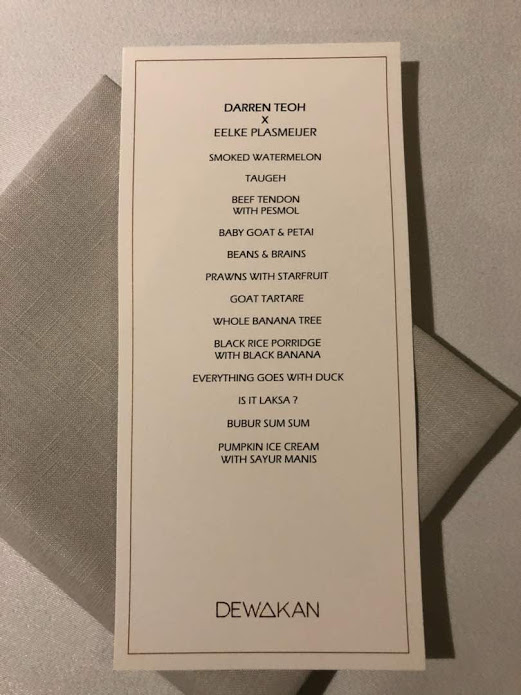 DARREN TEOH
X
EELKE PLASMEIJER
SMOKED WATERMELON
TAUGEH
BEEF TENDON
WITH PESMOL
BABY GOAT & PETAI
BEANS & BRAINS
PRAWNS WITH STARFRUIT
GOAT TARTARE
WHOLE BANANA TREE
BLACK RICE PORRIDGE
WITH BLACK BANANA
EVERYTHING GOES WITH DUCK
IS IT LAKSA ?
BUBUR SUM SUM
PUMPKIN ICE CREAM
WITH SAYUR MANIS
DEWAKAN